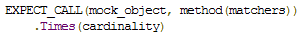 EXPECT_CALL(mock_object, method(matchers))
    .Times(cardinality)